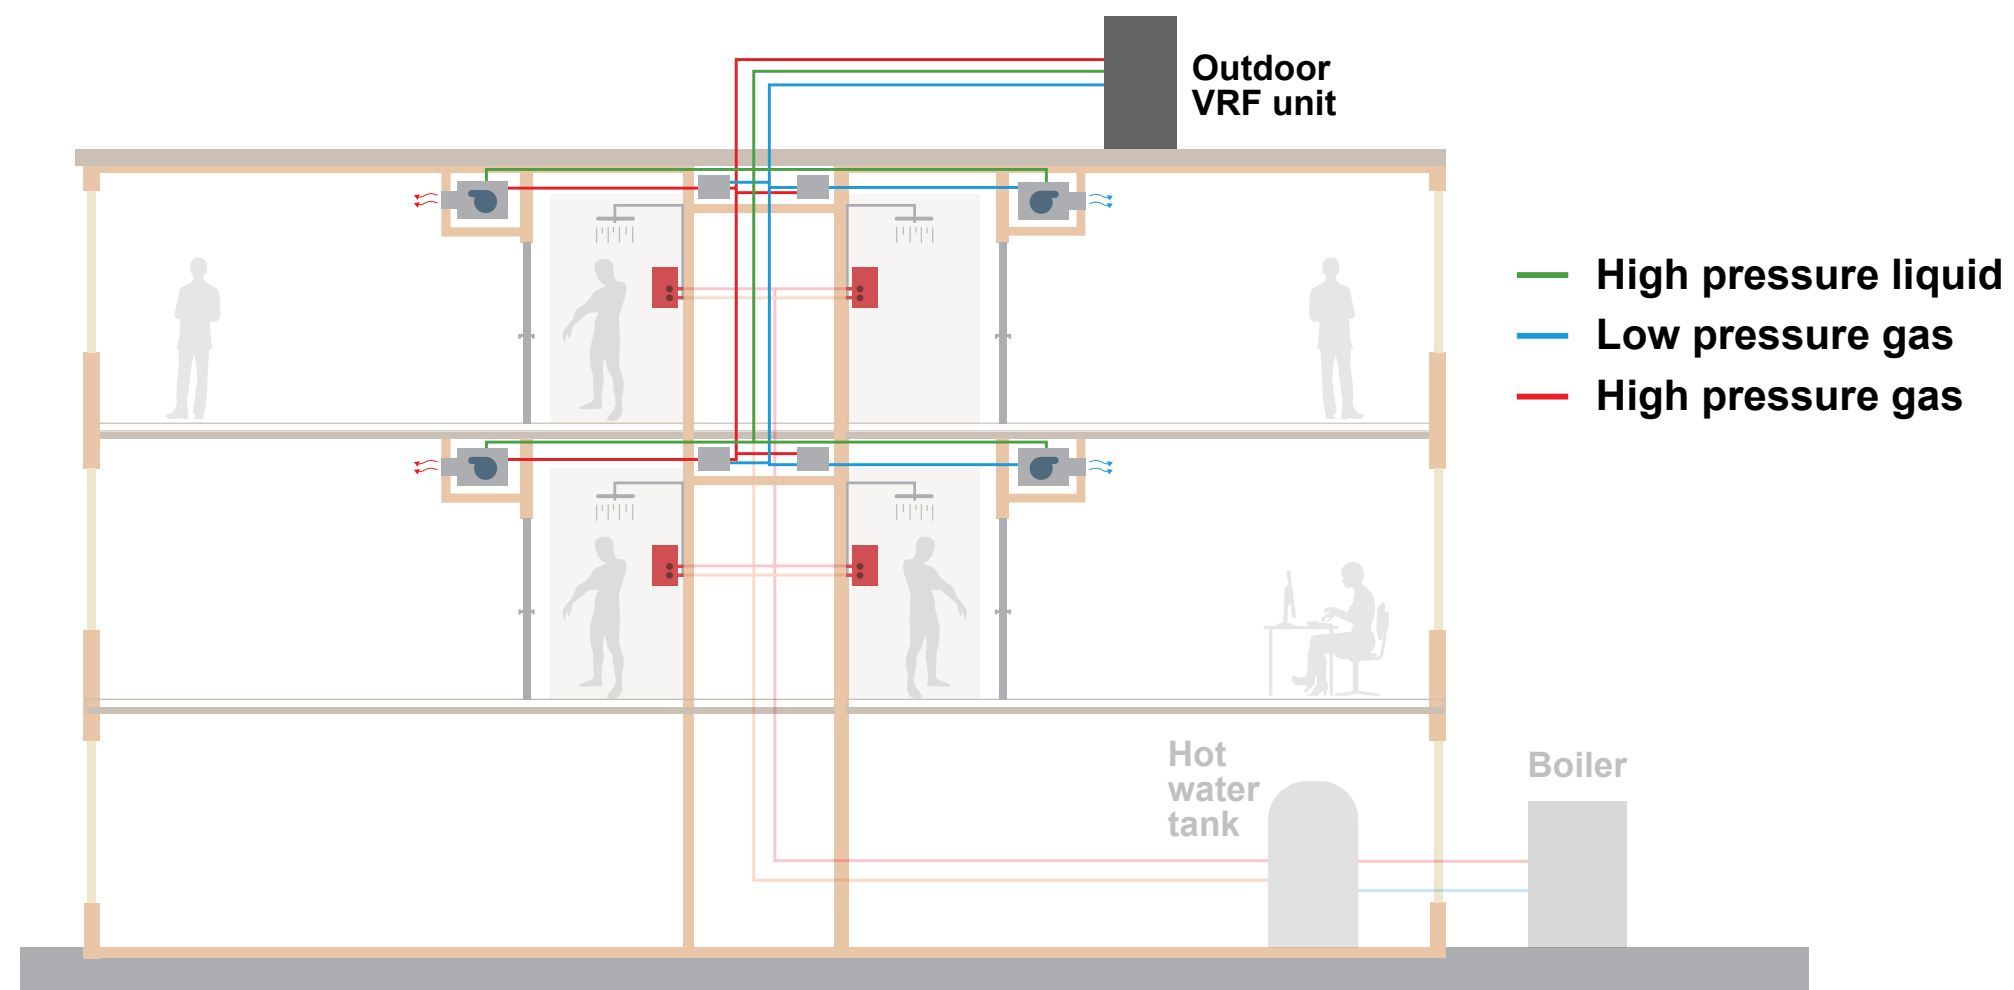 Outdoor
VRF unit
High pressure liquid
Low pressure gas
High pressure gas
Hot
water
tank
Boiler